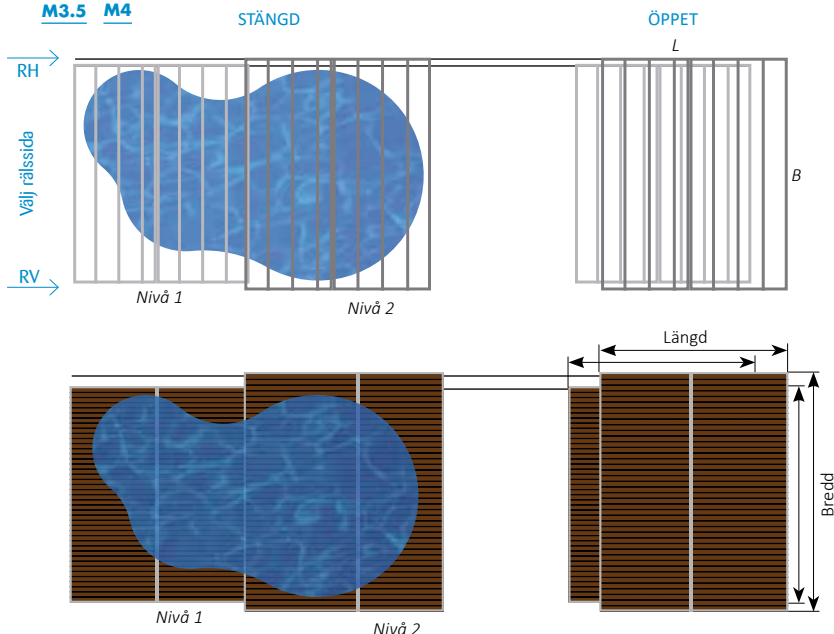 M3.5 M4
STÄNGD
ÖPPET
L
RH
Välj rälssida
B
RV
Nivå 1
Nivå 2
Längd
Bredd
Nivå 1
Nivå 2